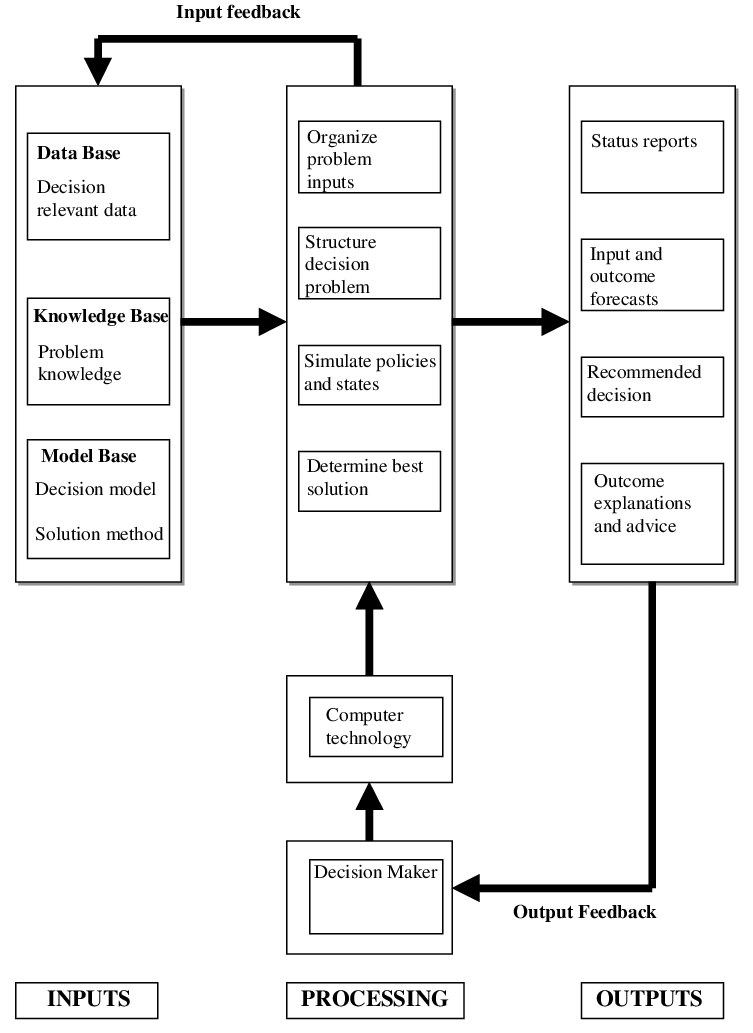 Input feedback
Data Base
Decision
relevant data
Knowledge Base
Problem
knowledge
Model Base
Decision model
Solution method
Organize
problem
inputs
Structure
decision
problem
Simulate policies
and states
Determine best
solution
Status reports
Input and
outcome
forecasts
Recommended
decision
Outcome
explanations
and advice
Computer
technology
Decision Maker
Output Feedback
INPUTS
PROCESSING
OUTPUTS